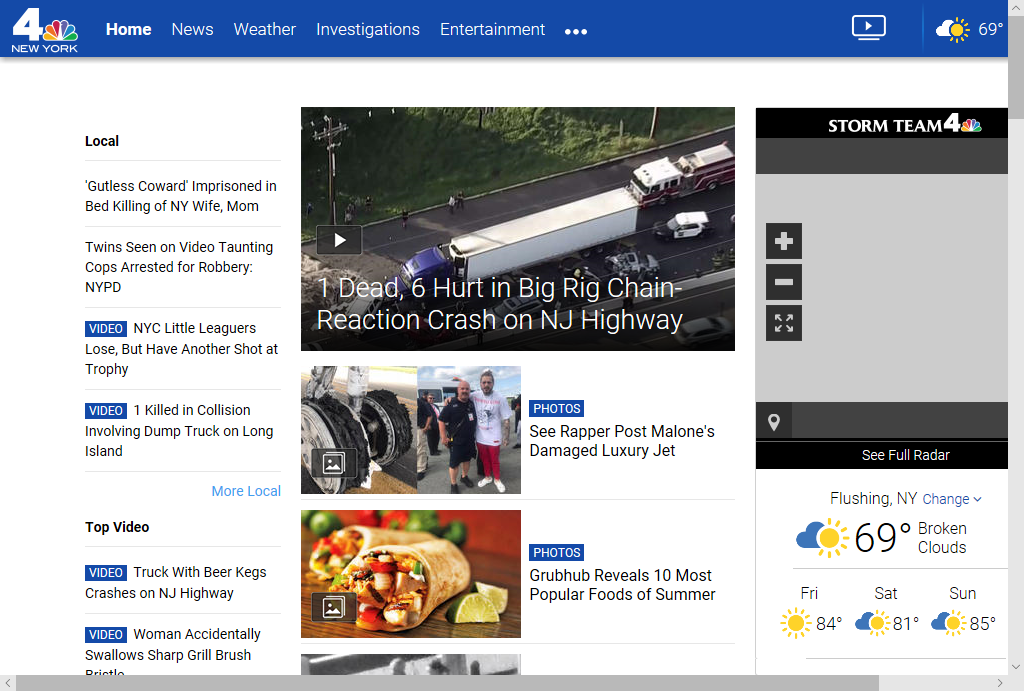 4
NEW YORK
Home
News
Weather
Investigations
Entertainment
69°
Local
'Gutless Coward' Imprisoned in
Bed Killing of NY Wife, Mom
Twins Seen on Video Taunting
Cops Arrested for Robbery:
NYPD
VIDEO NYC Little Leaguers
Lose, But Have Another Shot at
Trophy
VIDEO 1 Killed in Collision
Involving Dump Truck on Long
Island
More Local
Top Video
VIDEO Truck With Beer Kegs
Crashes on NJ Highway
VIDEO Woman Accidentally
Swallows Sharp Grill Brush
Bristle
1 Dead, 6 Hurt in Big Rig Chain-
Reaction Crash on NJ Highway
PHOTOS
See Rapper Post Malone's
Damaged Luxury Jet
PHOTOS
Grubhub Reveals 10 Most
Popular Foods of Summer
STORM TEAM 4
See Full Radar
Flushing, NY Change
69° Broken
Clouds
Fri Sat Sun
84° 81° 85°